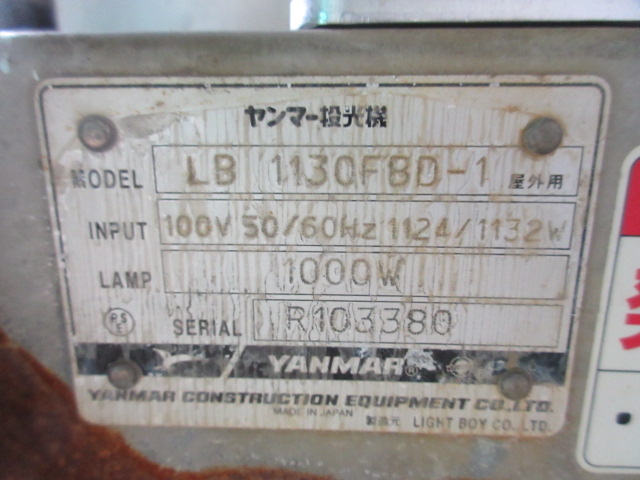 ヤンマー投光機
MODEL LB 1130FBD-1 屋外用
INPUT 100V 50/60Hz 1124/1132W
LAMP 1000W
PSE SERIAL R103380
YANMAR®
YANMAR CONSTRUCTION EQUIPMENT CO.,LTD.
MADE IN JAPAN 製造元 LIGHT BOY CO., LTD.